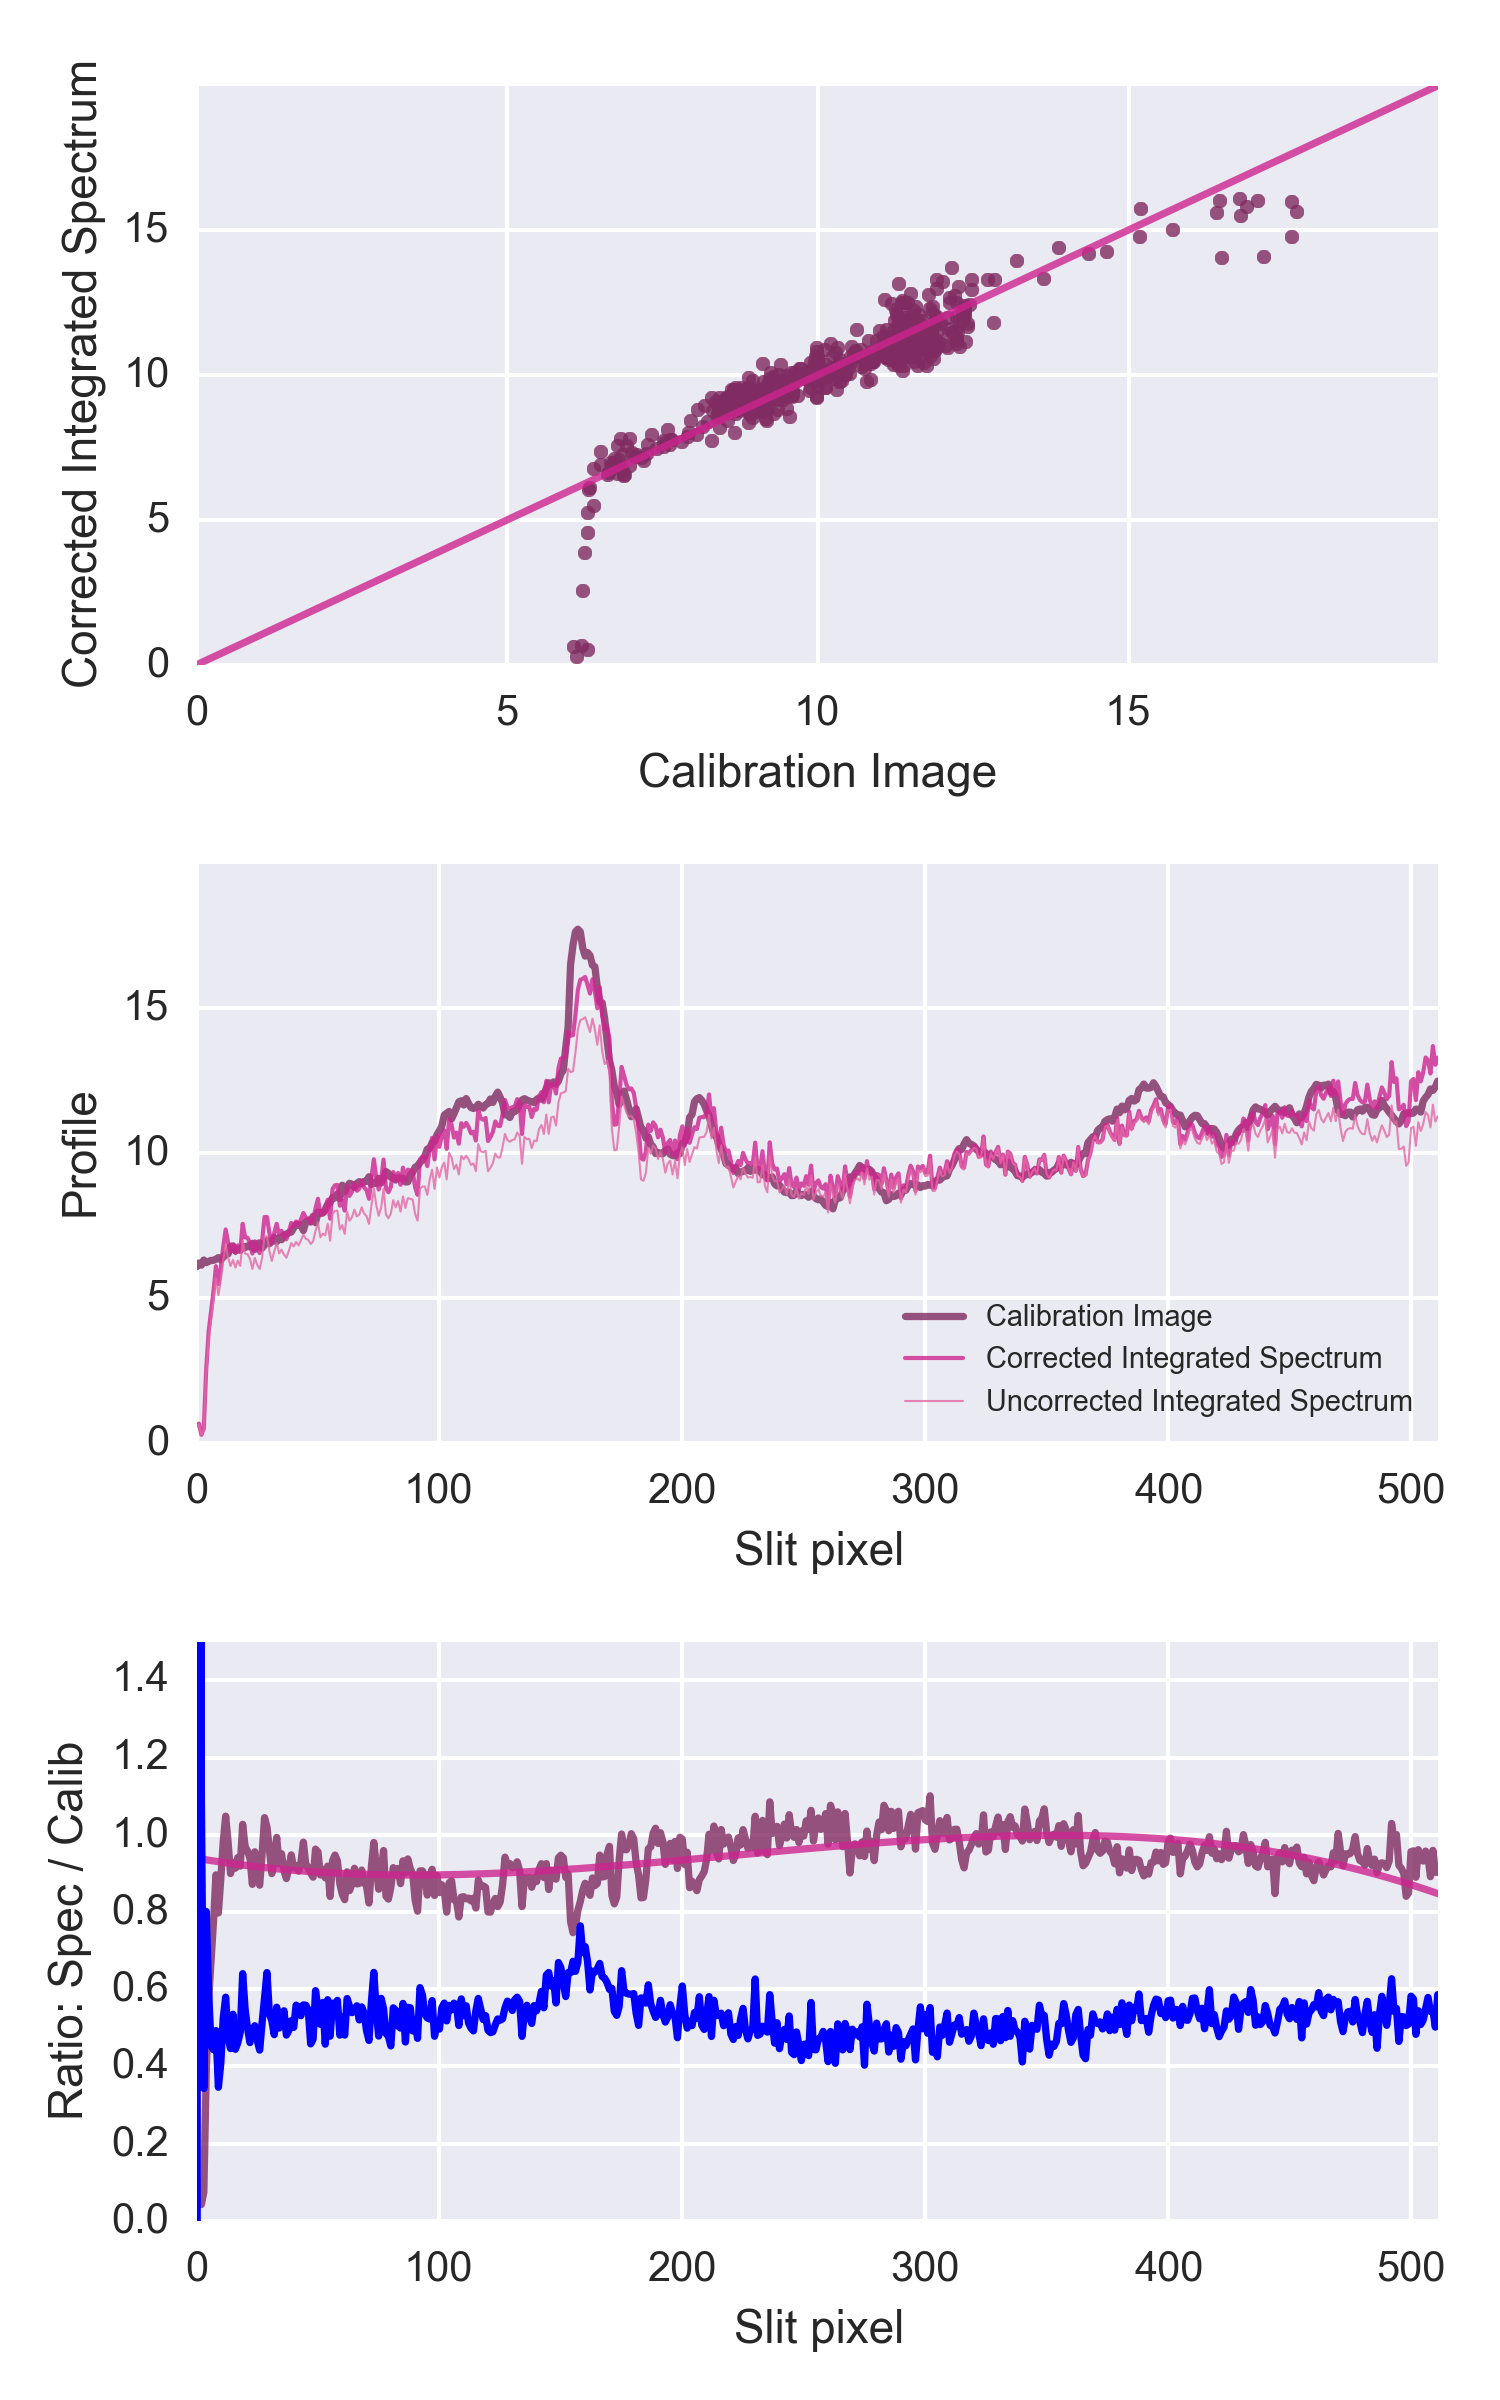 Corrected Integrated Spectrum
15
10
5
0
0 5 10 15
Calibration Image
Profile
15
10
5
0
Calibration Image
Corrected Integrated Spectrum
Uncorrected Integrated Spectrum
0 100 200 300 400 500
Slit pixel
Ratio: Spec / Calib
1.4
1.2
1.0
0.8
0.6
0.4
0.2
0.0
0 100 200 300 400 500
Slit pixel